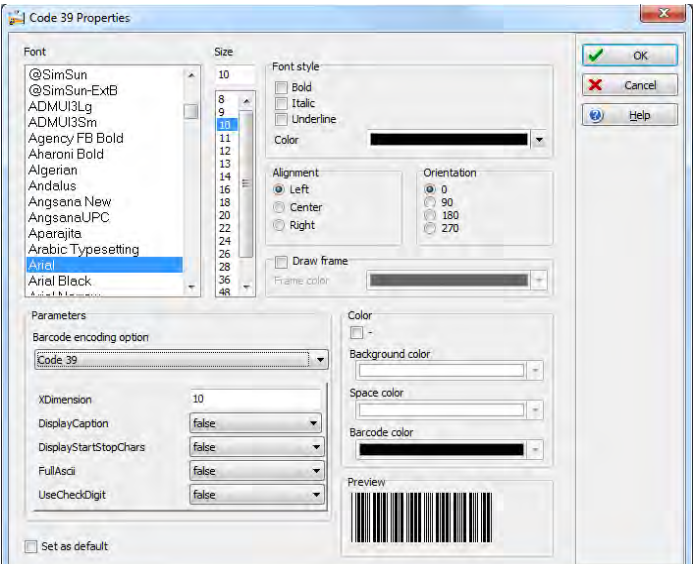 Code 39 Properties
Font
@SimSun
@SimSun-ExtB
ADMUI3Lg
ADMUI3Sm
Agency FB Bold
Aharoni Bold
Algerian
Andalus
Angsana New
AngsanaUPC
Aparajita
Arabic Typesetting
Arial
Arial Black
Arial Narrow
Size
10
8
9
10
11
12
13
14
16
18
20
22
24
26
28
36
48
Font style
Bold
Italic
Underline
Color
Alignment
Left
Center
Right
Orientation
0
90
180
270
Draw frame
Frame color
OK
Cancel
Help
Parameters
Barcode encoding option
Code 39
XDimension 10
DisplayCaption false
DisplayStartStopChars false
FullAscii false
UseCheckDigit false
Color
-
Background color
Space color
Barcode color
Preview
Set as default